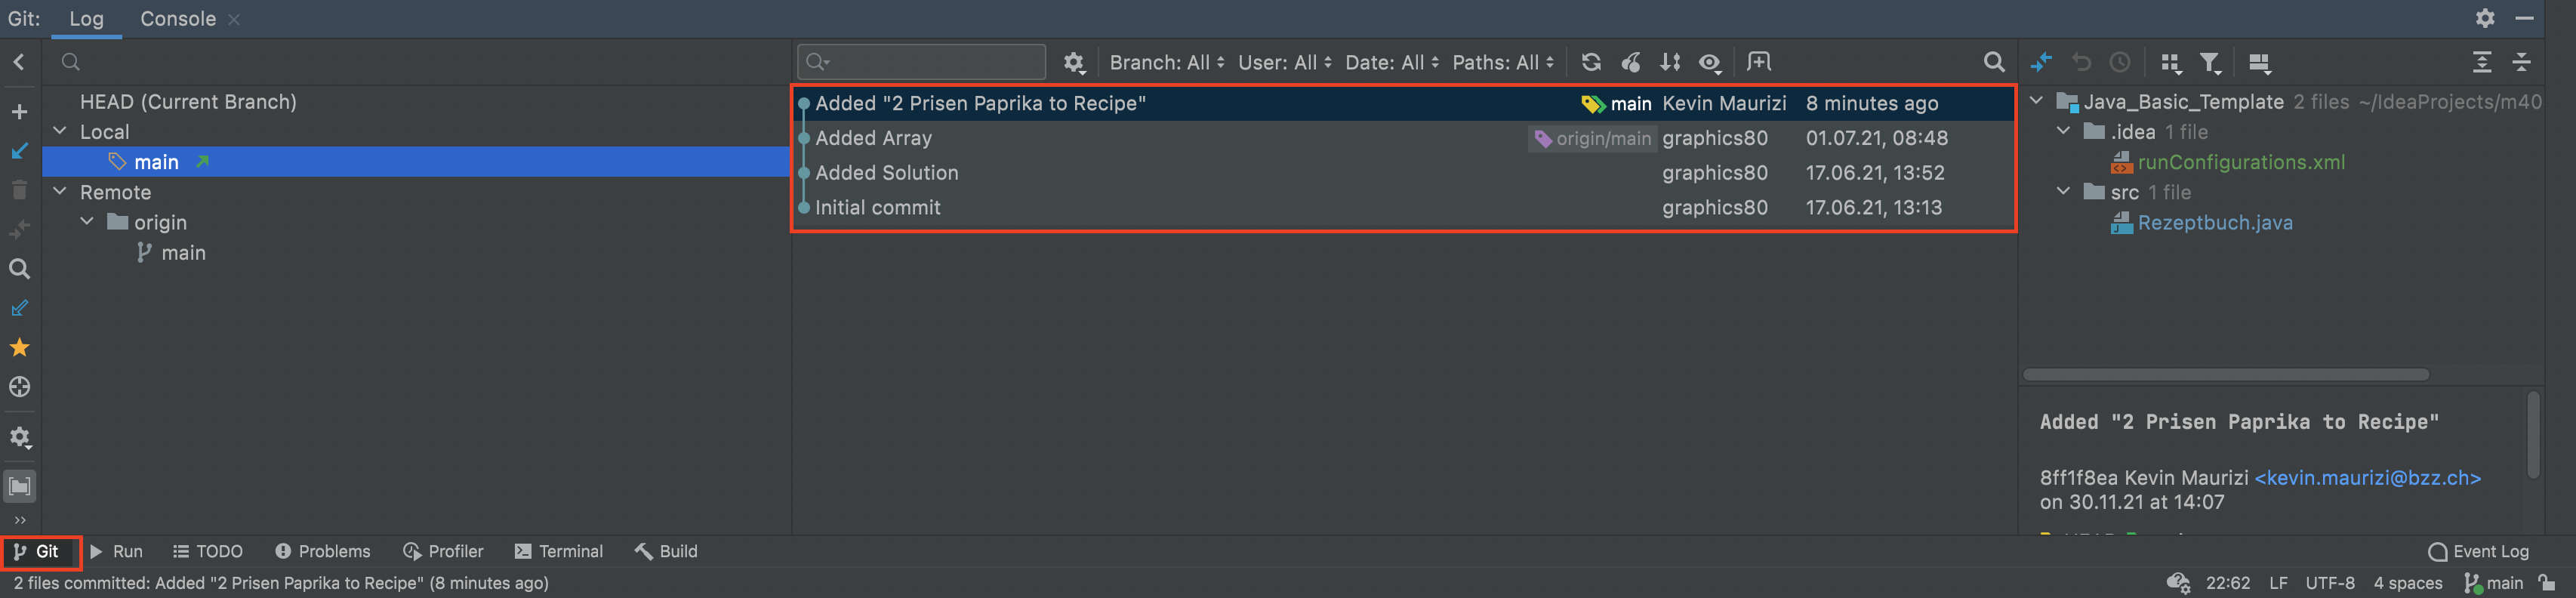 Git: Log Console
Branch: All User: All Date: All Paths: All
HEAD (Current Branch)
Local
main
Remote
origin
main
Added "2 Prisen Paprika to Recipe" main Kevin Maurizi 8 minutes ago
Added Array origin/main graphics80 01.07.21, 08:48
Added Solution graphics80 17.06.21, 13:52
Initial commit graphics80 17.06.21, 13:13
Java_Basic_Template 2 files ~/IdeaProjects/m40
.idea 1 file
runConfigurations.xml
src 1 file
Rezeptbuch.java
Added "2 Prisen Paprika to Recipe"
8ff1f8ea Kevin Maurizi <kevin.maurizi@bzz.ch>
on 30.11.21 at 14:07
Git Run TODO Problems Profiler Terminal Build Event Log
2 files committed: Added "2 Prisen Paprika to Recipe" (8 minutes ago) 22:62 LF UTF-8 4 spaces main